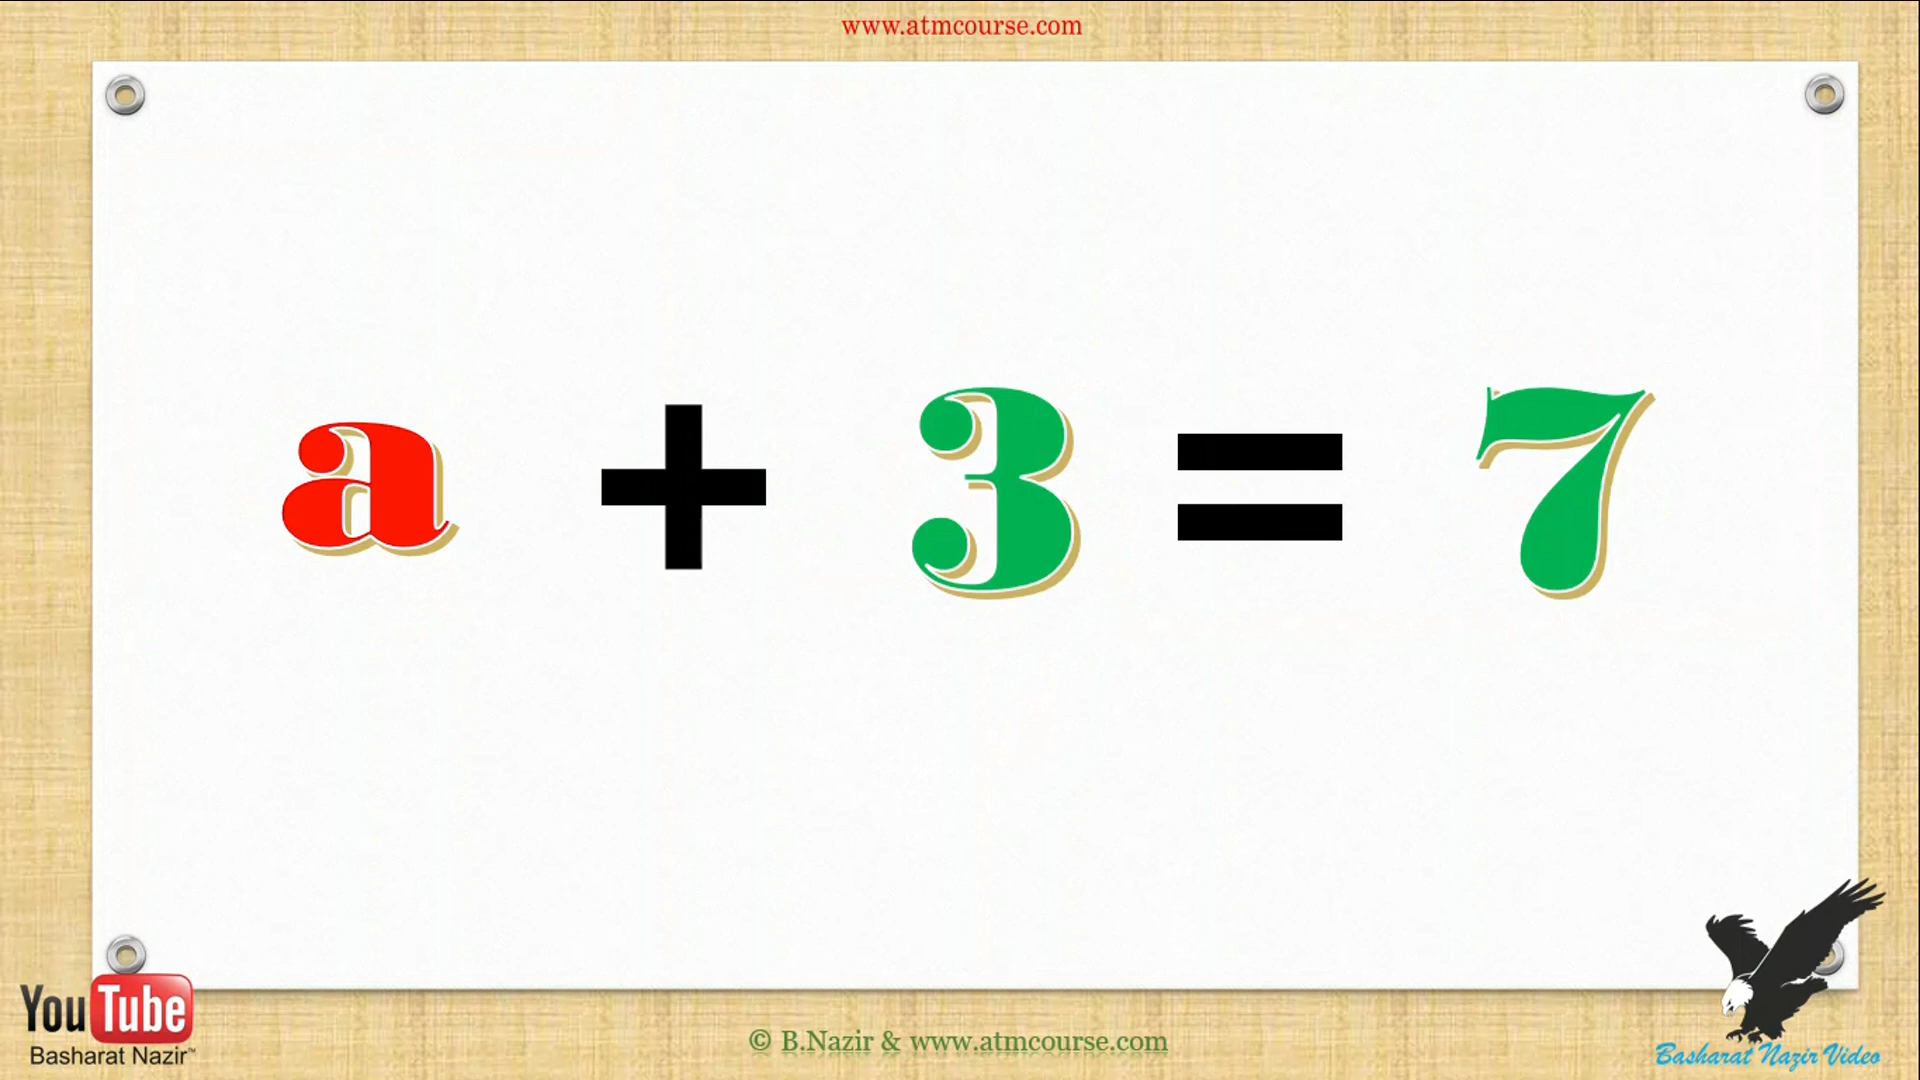 www.atmcourse.com
a + 3 = 7
YouTube
Basharat Nazir™
© B.Nazir & www.atmcourse.com
Basharat Nazir Video